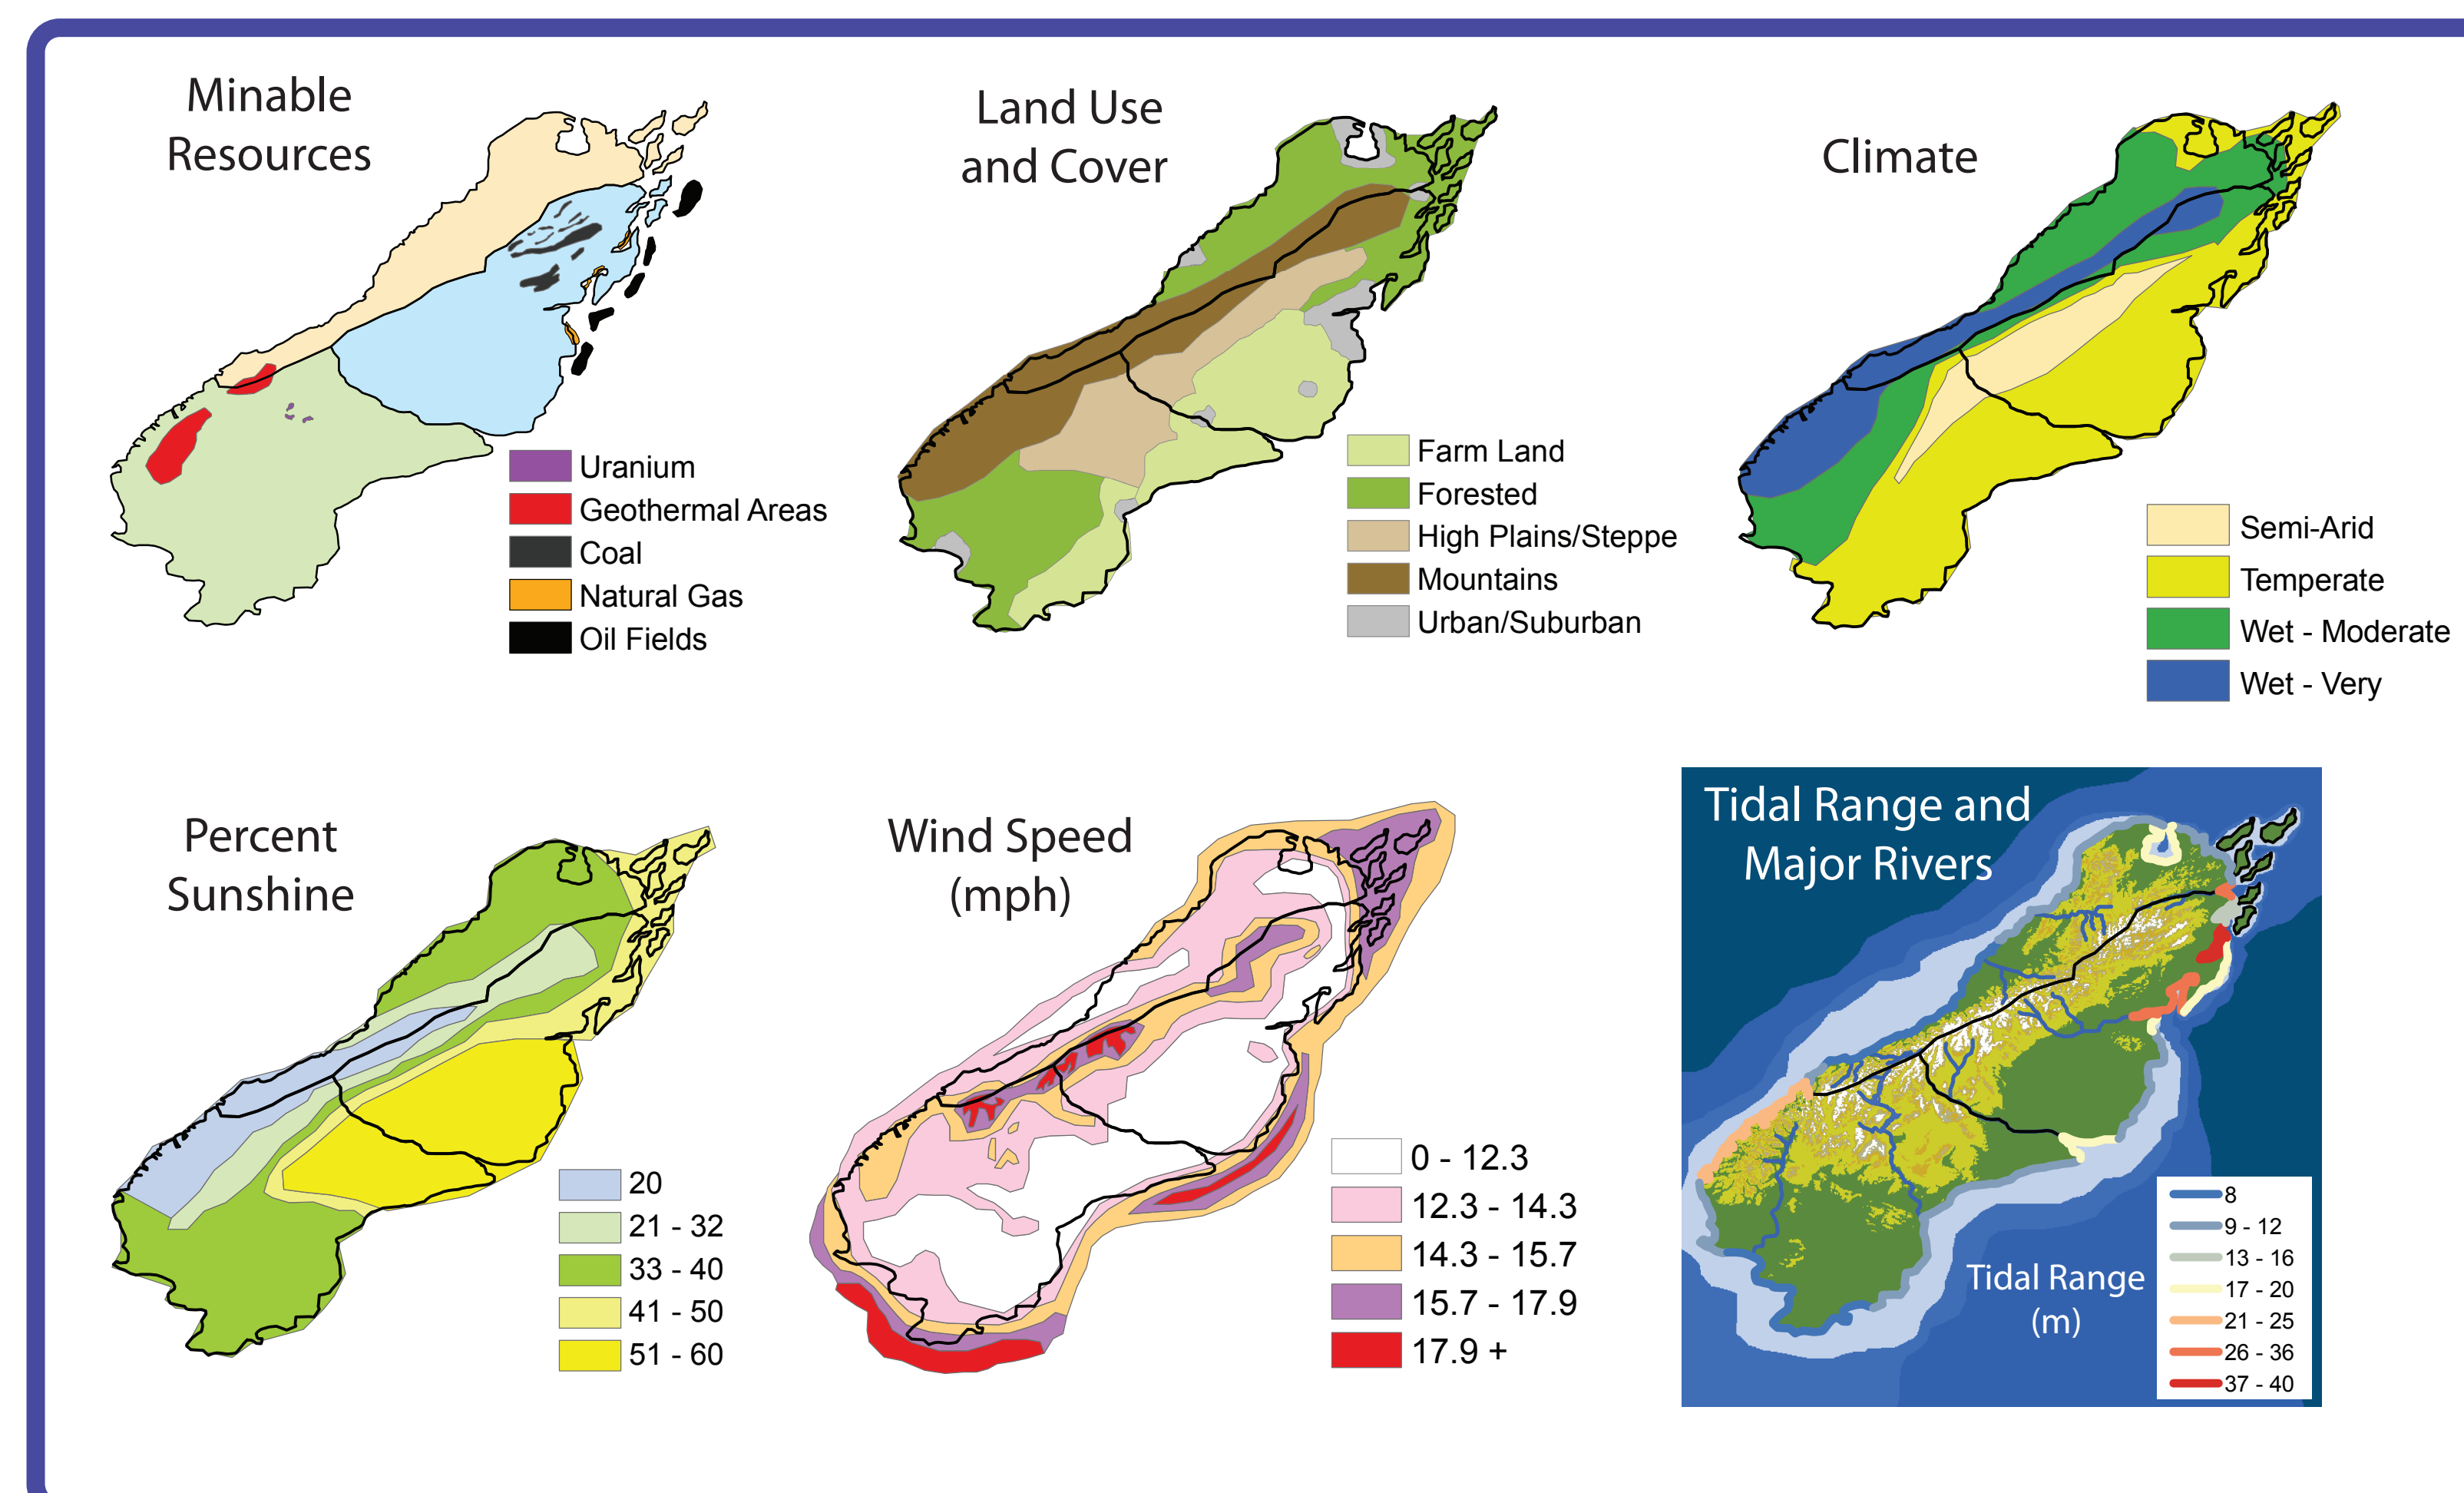 Minable
Resources
Uranium
Geothermal Areas
Coal
Natural Gas
Oil Fields
Land Use
and Cover
Farm Land
Forested
High Plains/Steppe
Mountains
Urban/Suburban
Climate
Semi-Arid
Temperate
Wet - Moderate
Wet - Very
Percent
Sunshine
20
21 - 32
33 - 40
41 - 50
51 - 60
Wind Speed
(mph)
0 - 12.3
12.3 - 14.3
14.3 - 15.7
15.7 - 17.9
17.9 +
Tidal Range and
Major Rivers
Tidal Range
(m)
8
9 - 12
13 - 16
17 - 20
21 - 25
26 - 36
37 - 40